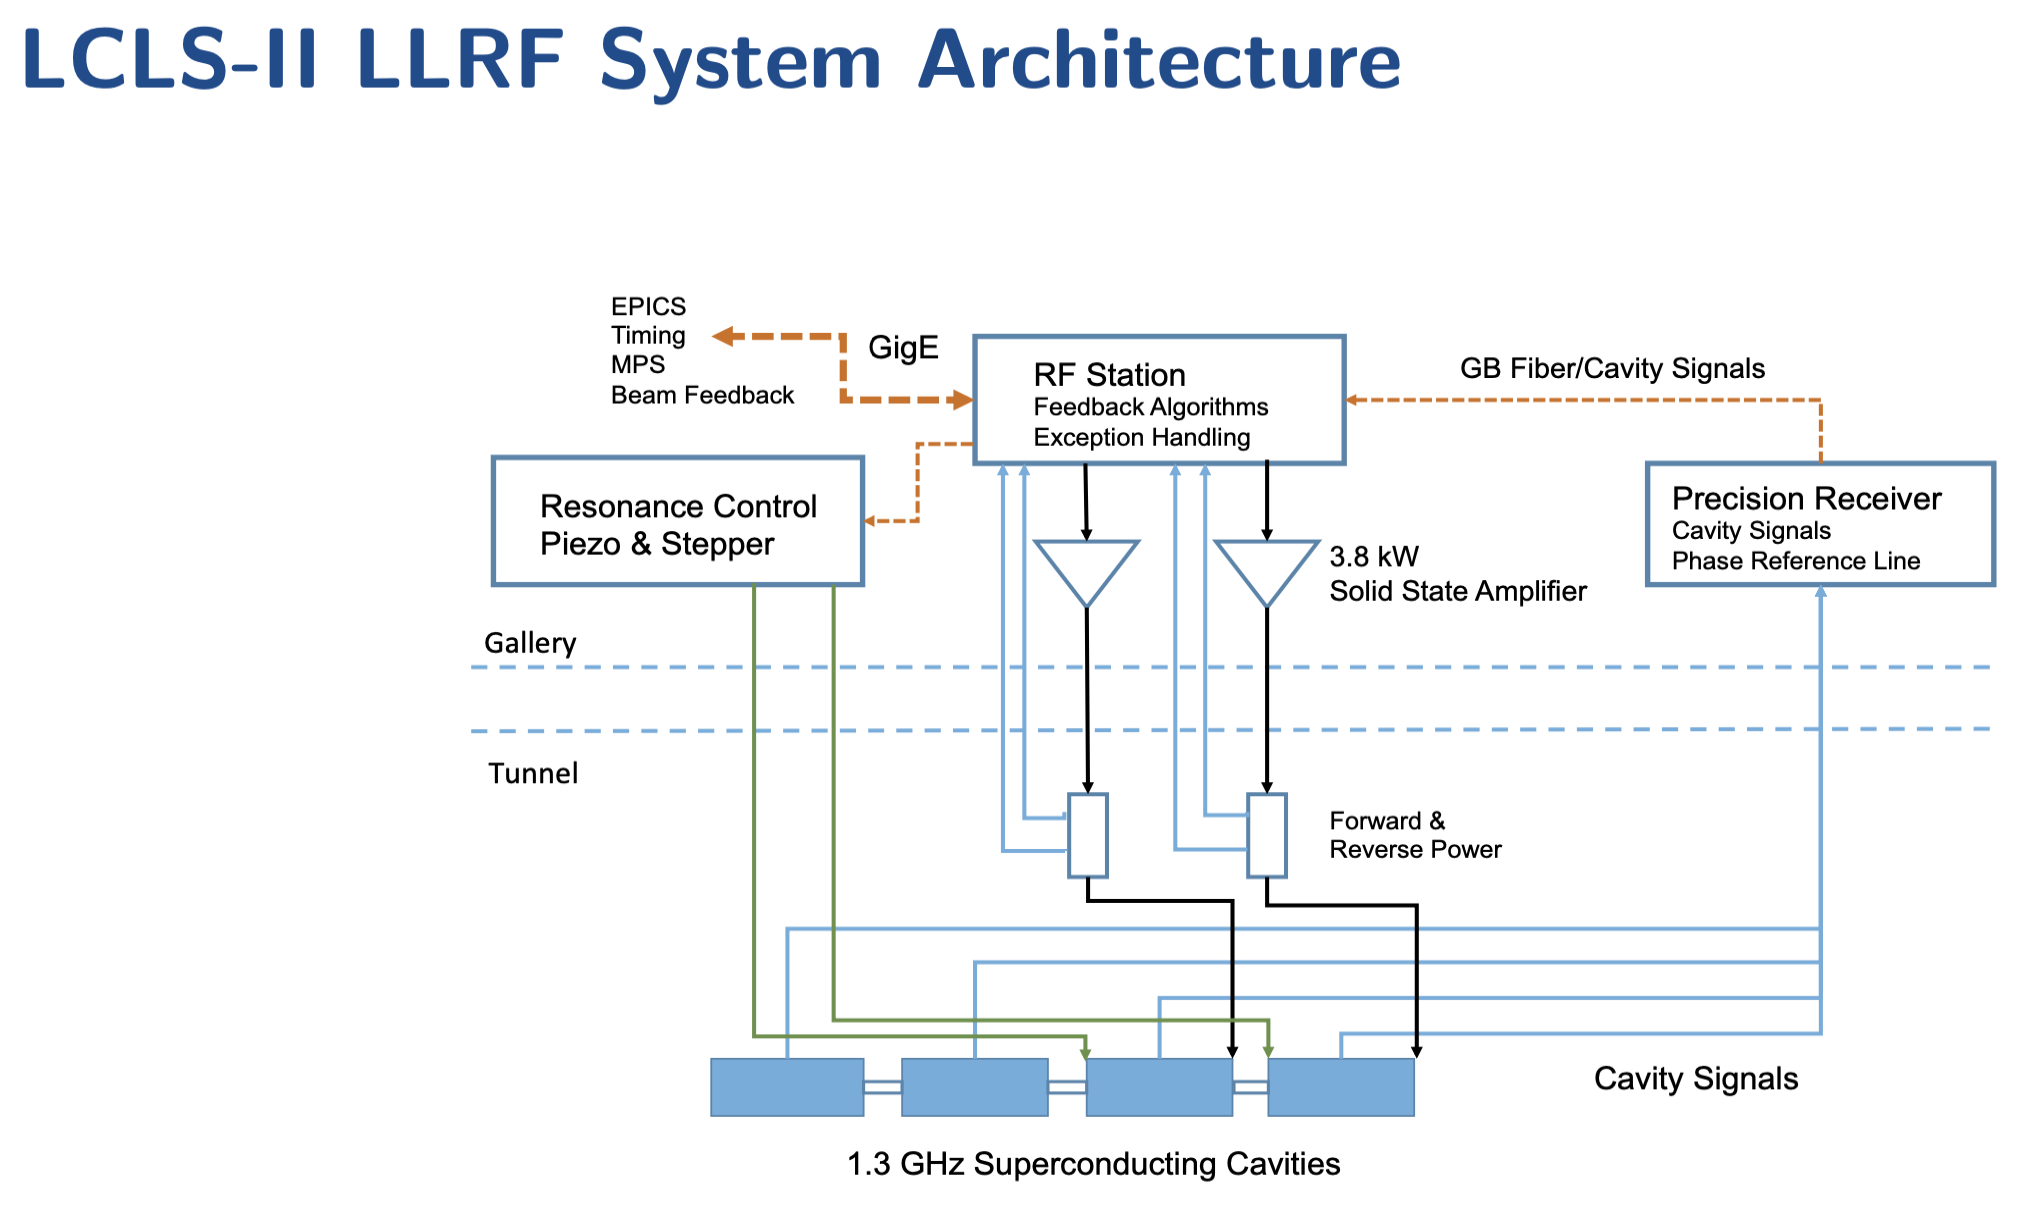 LCLS-II LLRF System Architecture
EPICS
Timing
MPS
Beam Feedback
GigE
RF Station
Feedback Algorithms
Exception Handling
GB Fiber/Cavity Signals
Resonance Control
Piezo & Stepper
3.8 kW
Solid State Amplifier
Precision Receiver
Cavity Signals
Phase Reference Line
Gallery
Tunnel
Forward &
Reverse Power
Cavity Signals
1.3 GHz Superconducting Cavities